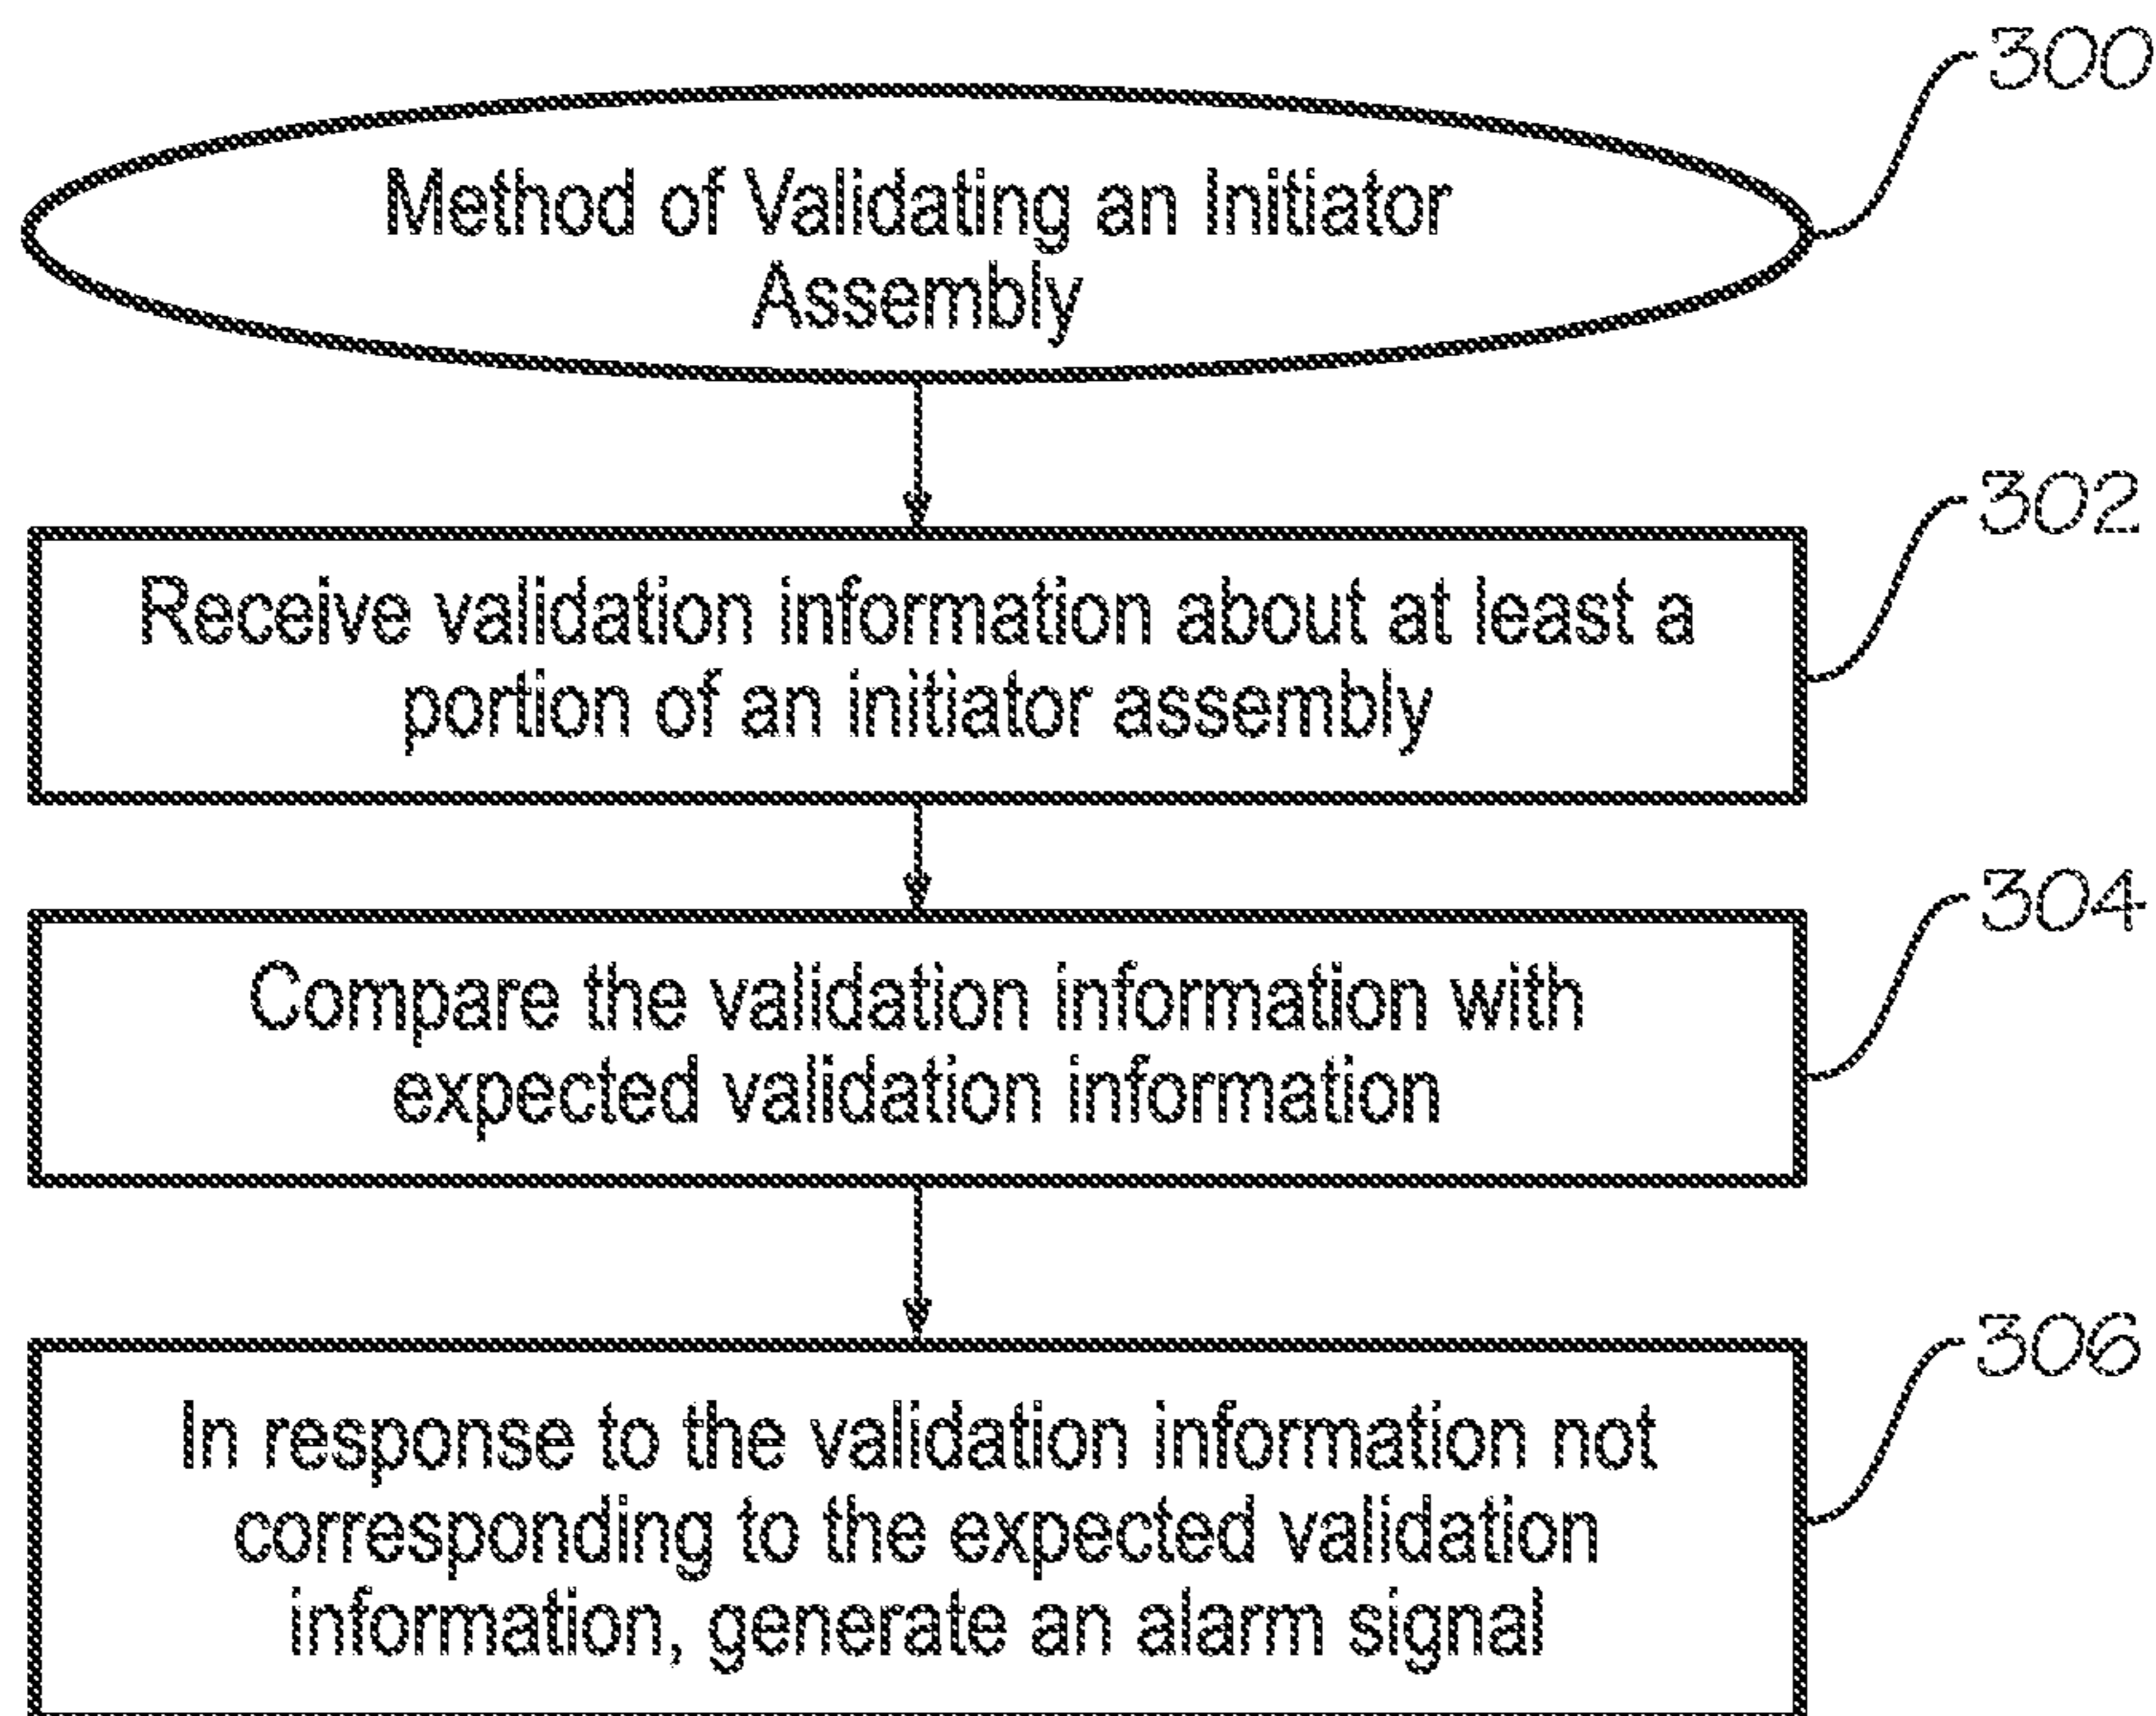 300
Method of Validating an Initiator
Assembly
302
Receive validation information about at least a
portion of an initiator assembly
304
Compare the validation information with
expected validation information
306
In response to the validation information not
corresponding to the expected validation
information, generate an alarm signal